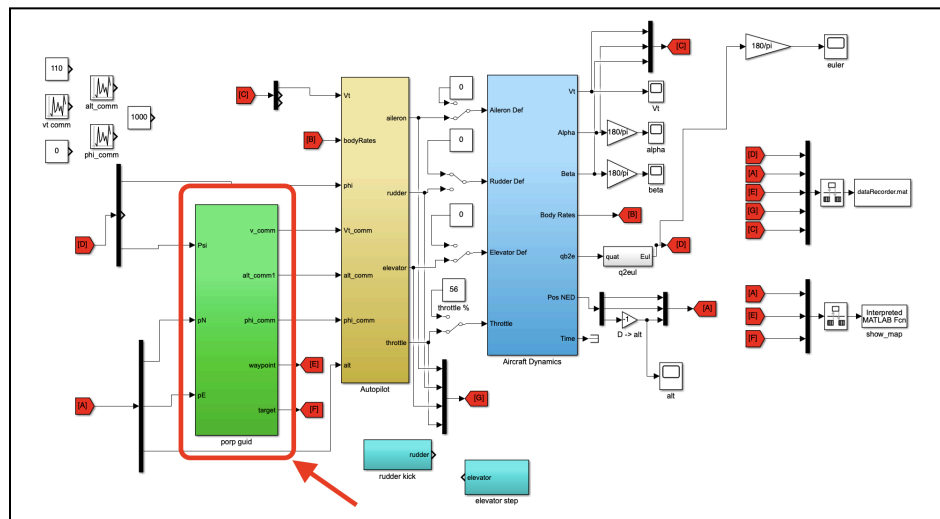 110
vt comm
0
alt_comm
phi_comm
1000
[C]
[B]
[D]
[A]
Psi
pN
pE
v_comm
alt_comm1
phi_comm
waypoint
target
porp guid
[E]
[F]
Vt
bodyRates
phi
Vt_comm
alt_comm
phi_comm
alt
aileron
rudder
elevator
throttle
Autopilot
0
0
0
56
throttle %
[G]
rudder
rudder kick
elevator
elevator step
Aileron Def
Rudder Def
Elevator Def
Throttle
Vt
Alpha
Beta
Body Rates
qb2e
Pos NED
Time
Aircraft Dynamics
[C]
Vt
180/pi
alpha
180/pi
beta
[B]
quat
Eul
q2eul
[D]
-1
D -> alt
[A]
alt
180/pi
euler
[D]
[A]
[E]
[G]
[C]
dataRecorder.mat
[A]
[E]
[F]
Interpreted
MATLAB Fcn
show_map